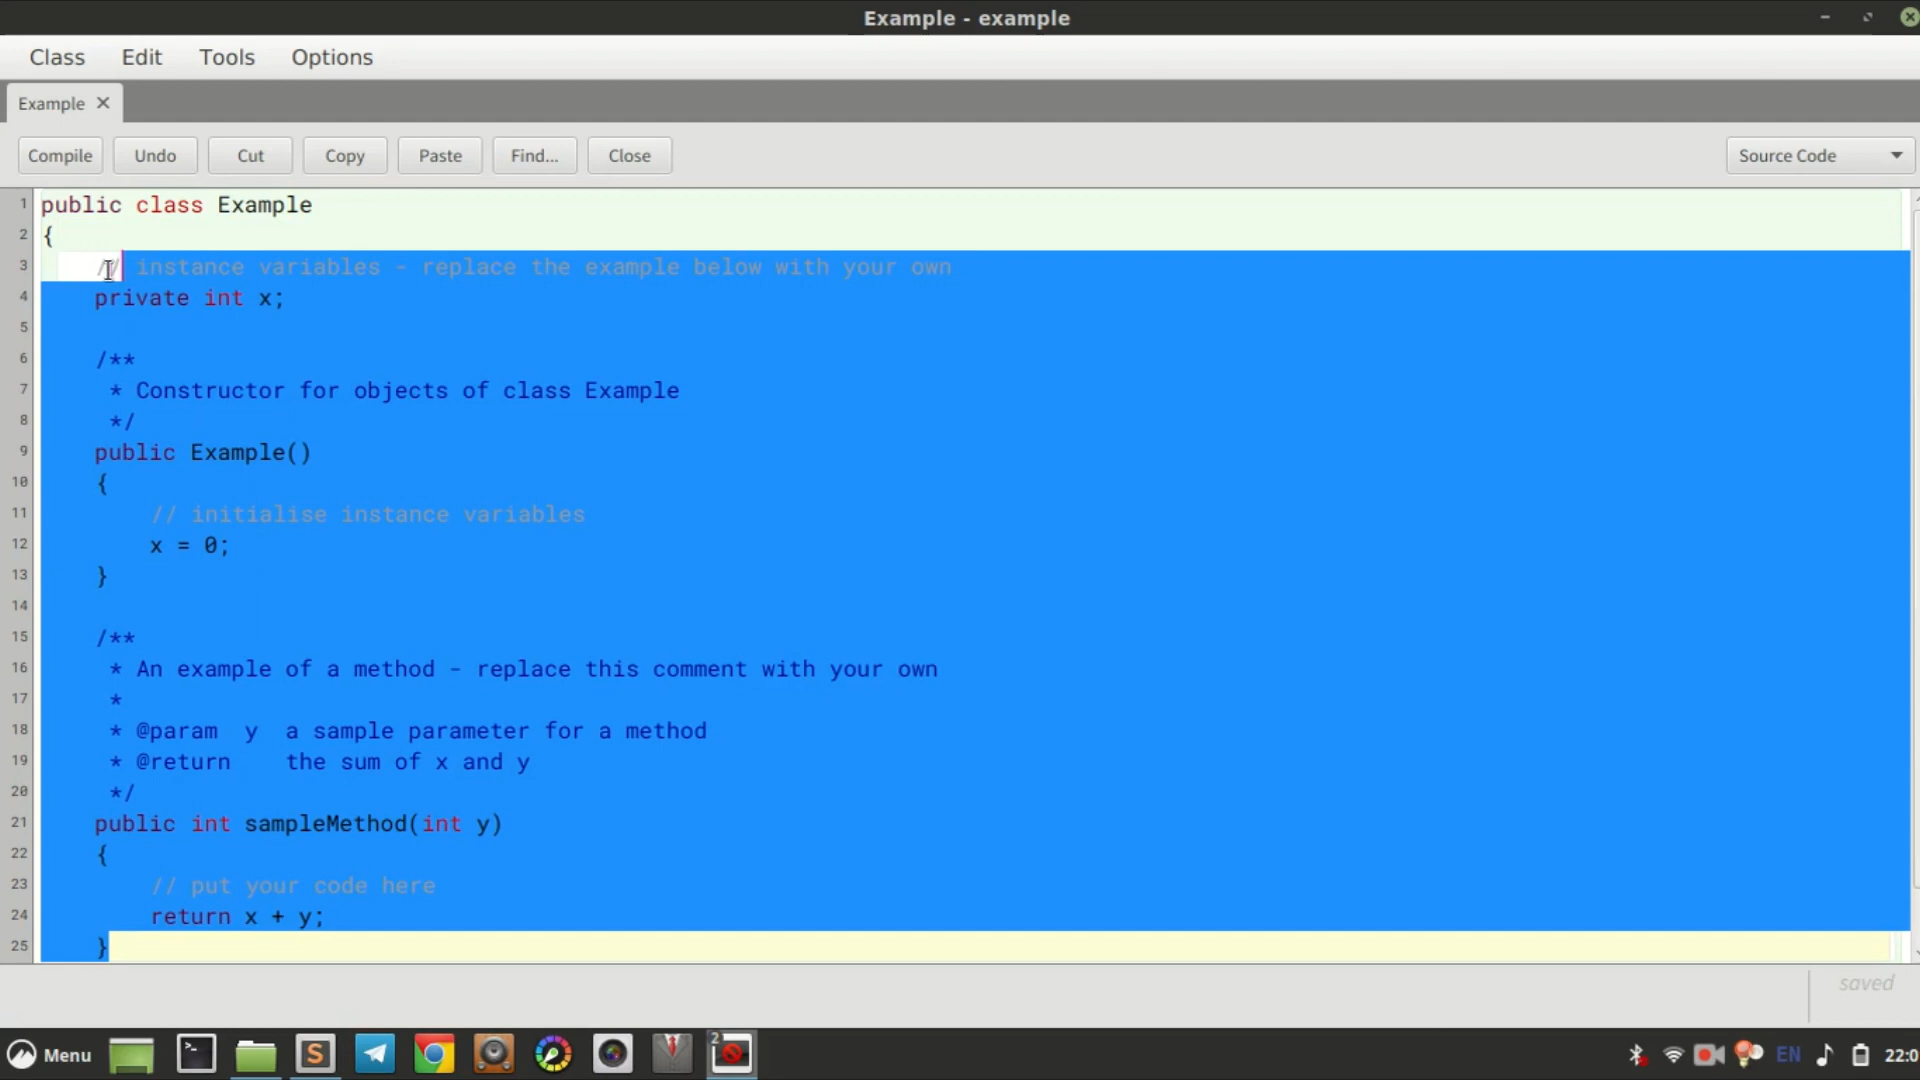 Example - example
Class Edit Tools Options
Example
Compile Undo Cut Copy Paste Find... Close Source Code
1 public class Example
2 {
3 // instance variables - replace the example below with your own
4 private int x;
5
6 /**
7 * Constructor for objects of class Example
8 */
9 public Example()
10 {
11 // initialise instance variables
12 x = 0;
13 }
14
15 /**
16 * An example of a method - replace this comment with your own
17 *
18 * @param y a sample parameter for a method
19 * @return the sum of x and y
20 */
21 public int sampleMethod(int y)
22 {
23 // put your code here
24 return x + y;
25 }
saved
Menu >_ S 2 EN 22:0